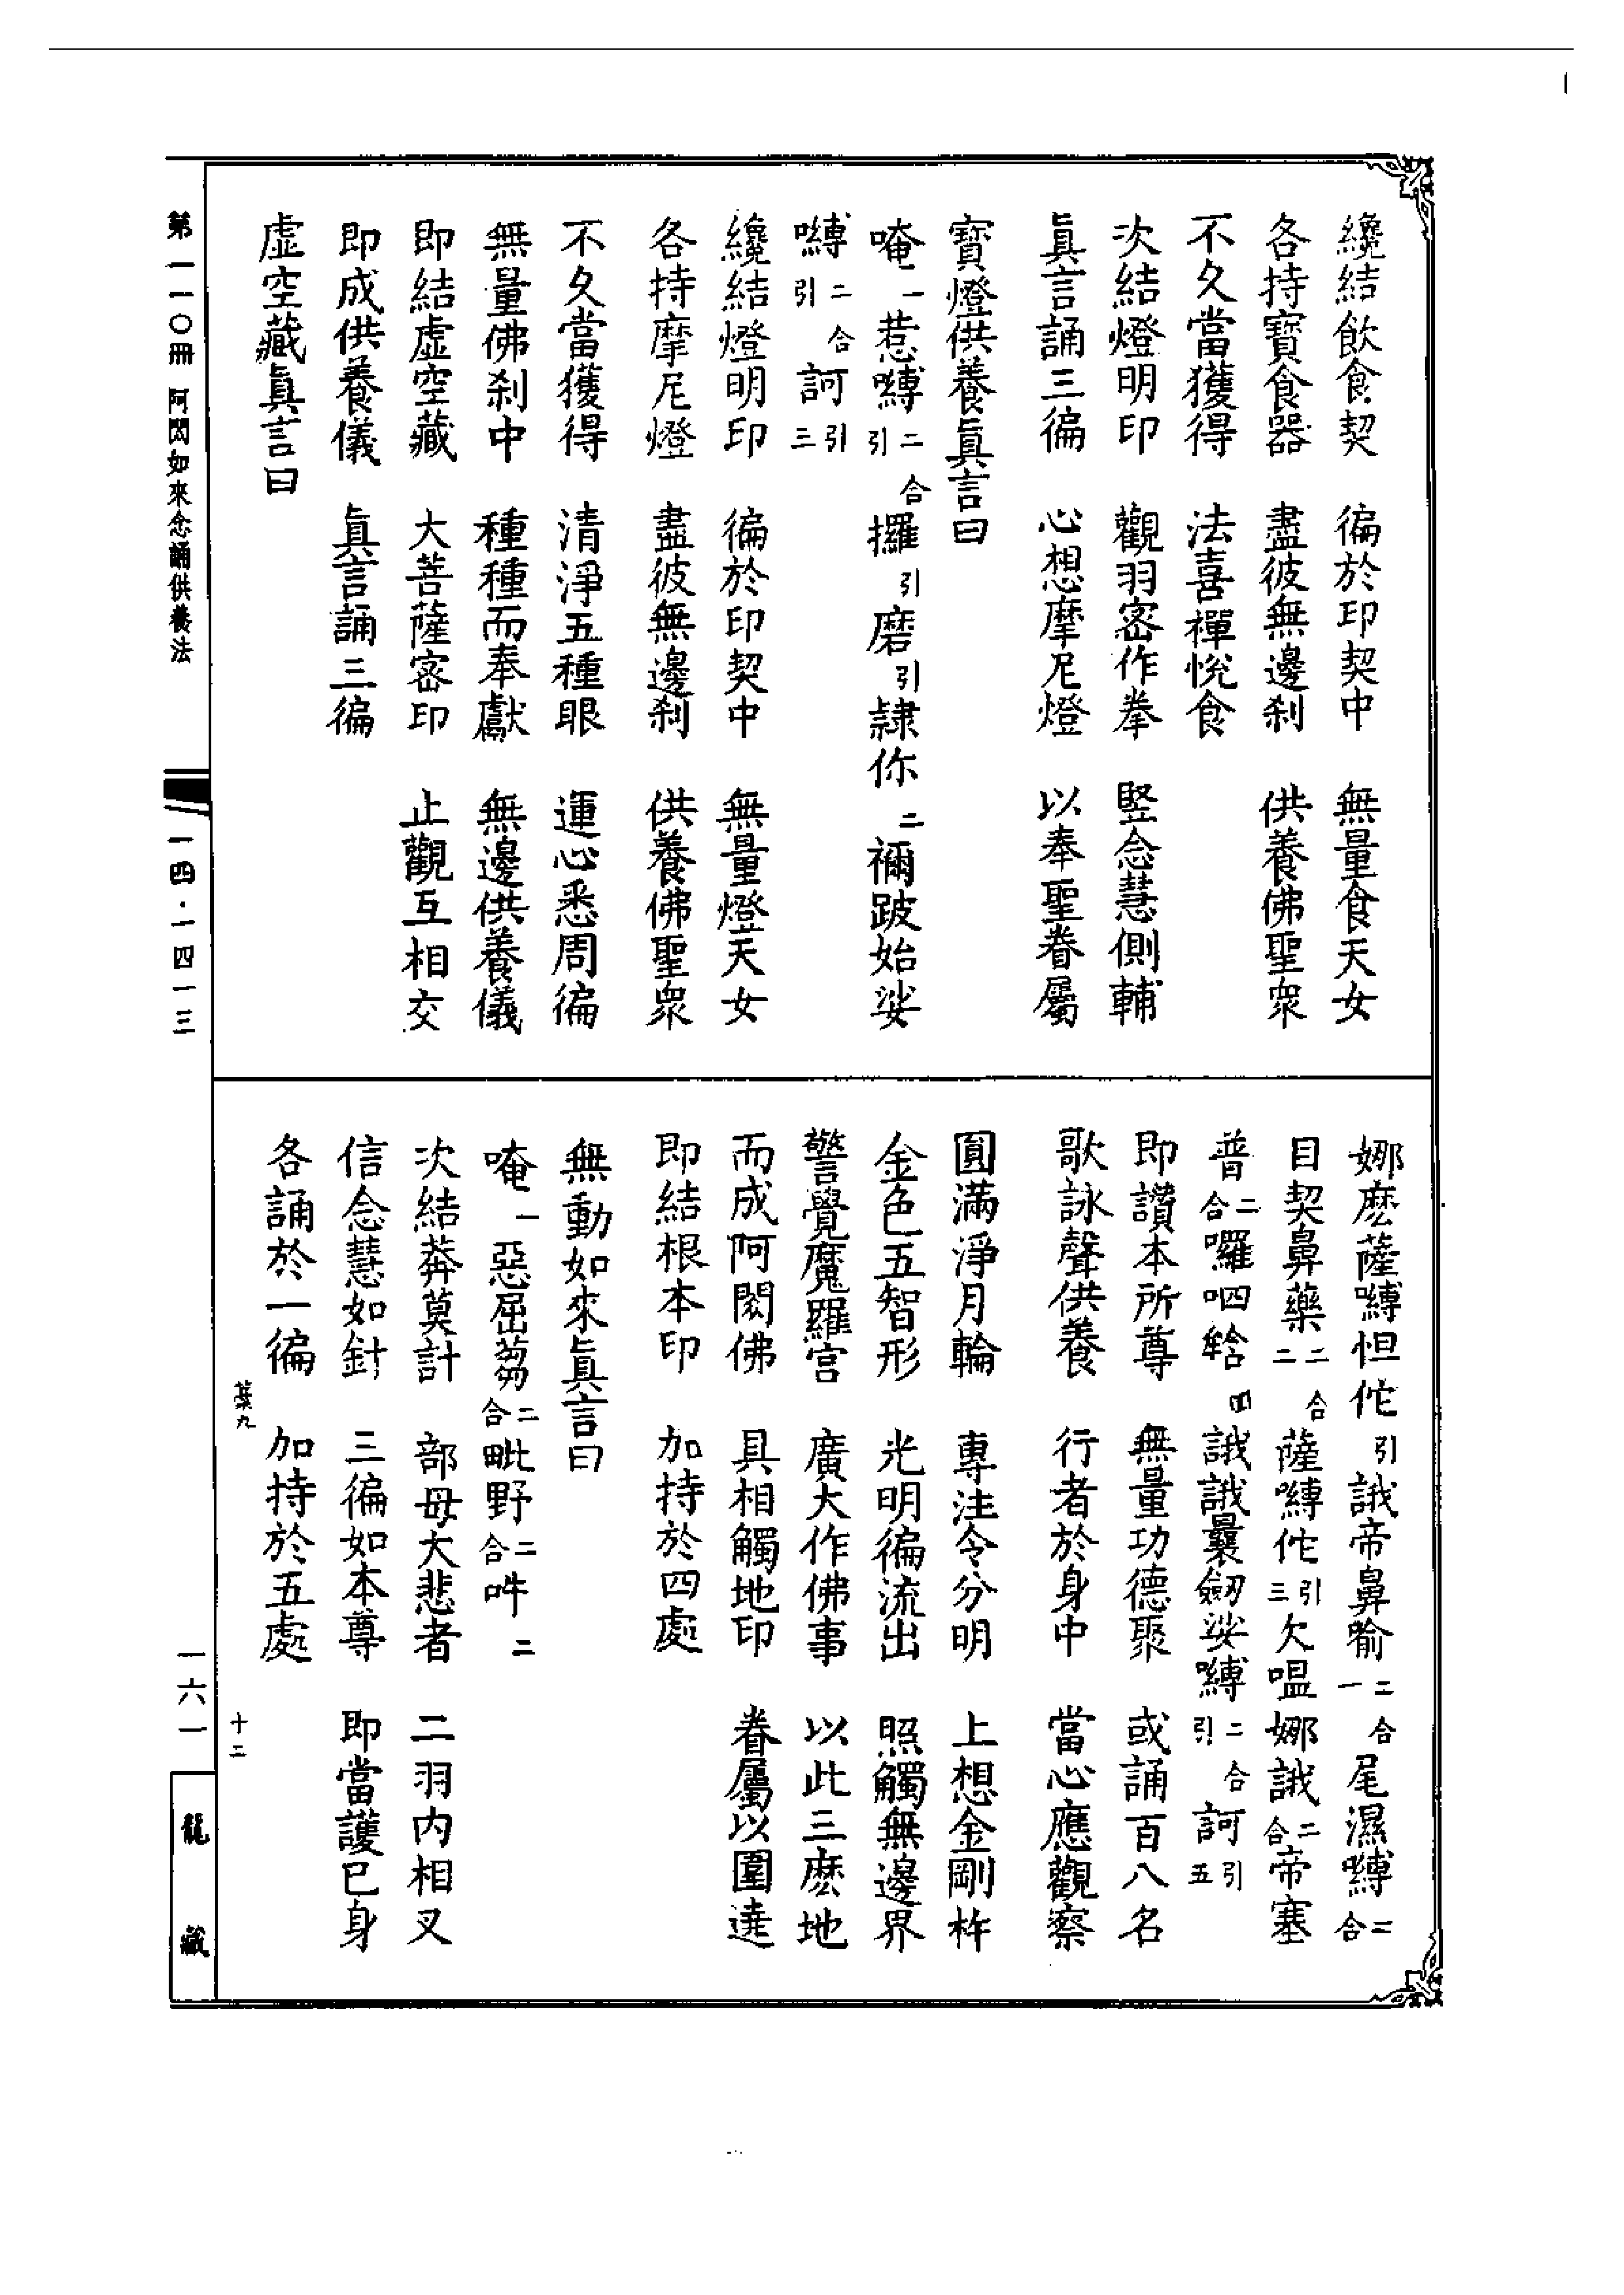 纔結飲食契　徧於印契中　無量食天女
各持寶食器　盡彼無邊刹　供養佛聖眾
不久當獲得　法喜禪悅食
次結燈明印　觀羽密作拳　竪念慧側輔
眞言誦三徧　心想摩尼燈　以奉聖眷屬
寶燈供養眞言曰
唵一惹嚩二合引攞引磨引隷你二禰跛始娑
嚩二合引訶引三
纔結燈明印　徧於印契中　無量燈天女
各持摩尼燈　盡彼無邊刹　供養佛聖眾
不久當獲得　清淨五種眼　運心悉周徧
無量佛刹中　種種而奉獻　無邊供養儀
即結虛空藏　大菩薩密印　止觀互相交
即成供養儀　眞言誦三徧
虛空藏眞言曰
娜麼薩嚩怛佗引誐帝鼻喻二合一尾濕嚩二合
目契鼻藥二合二薩嚩佗引三欠嗢娜誐二合帝塞
普二合囉呬𤚥四誐誐曩劒娑嚩二合引訶引五
即讚本所尊　無量功德聚　或誦百八名
歌詠聲供養　行者於身中　當心應觀察
圓滿淨月輪　專注令分明　上想金剛杵
金色五智形　光明徧流出　照觸無邊界
警覺魔羅宮　廣大作佛事　以此三麽地
而成阿閦佛　具相觸地印　眷屬以圍遶
即結根本印　加持於四處
無動如來眞言曰
唵一惡屈芻二合毗野二合吽二
次結莽莫計　部母大悲者　二羽内相叉
信念慧如針　三徧如本尊　即當護已身
各誦於一徧　加持於五處
葉九
十二
第一一〇冊　阿閦如來念誦供養法
一四·一四一三
一六一
龍藏